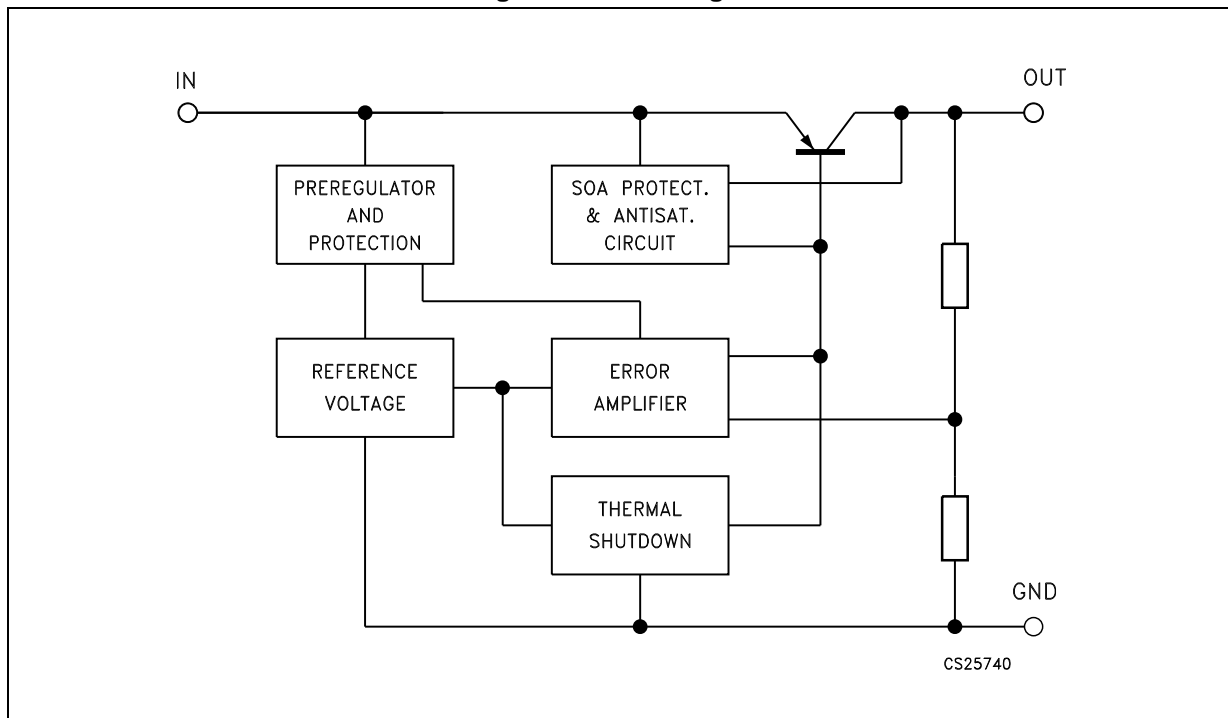 IN
OUT
PREREGULATOR
AND
PROTECTION
SOA PROTECT.
& ANTISAT.
CIRCUIT
REFERENCE
VOLTAGE
ERROR
AMPLIFIER
THERMAL
SHUTDOWN
GND
CS25740